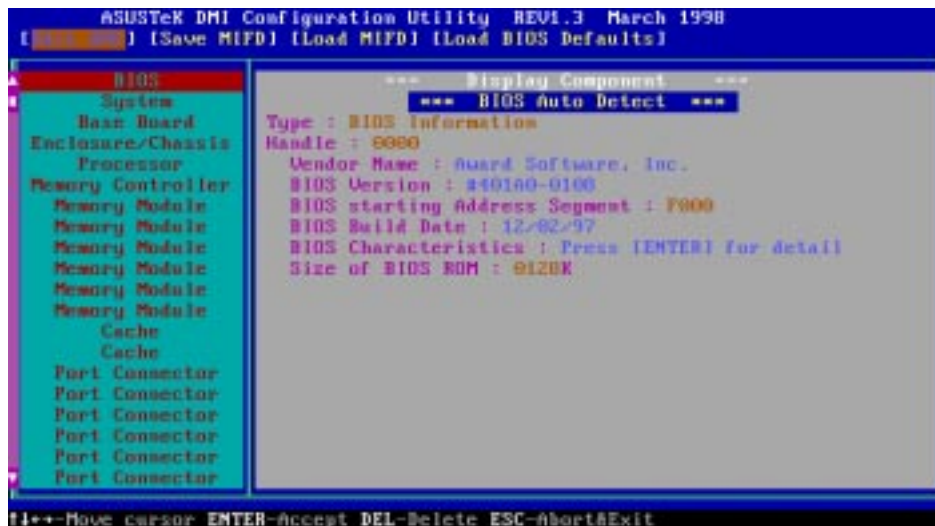 ASUSTeK DMI Configuration Utility REV1.3 March 1998
[Save MIFD] [Load MIFD] [Load BIOS Defaults]
BIOS
System
Base Board
Enclosure/Chassis
Processor
Memory Controller
Memory Module
Memory Module
Memory Module
Memory Module
Memory Module
Memory Module
Cache
Cache
Port Connector
Port Connector
Port Connector
Port Connector
Port Connector
Port Connector
*** Display Component ***
*** BIOS Auto Detect ***
Type : BIOS Information
Handle : 0000
Vendor Name : Award Software, Inc.
BIOS Version : #401A0-0108
BIOS starting Address Segment : F000
BIOS Build Date : 12/02/97
BIOS Characteristics : Press [ENTER] for detail
Size of BIOS ROM : 0128K
↑↓←→-Move cursor ENTER-Accept DEL-Delete ESC-Abort&Exit